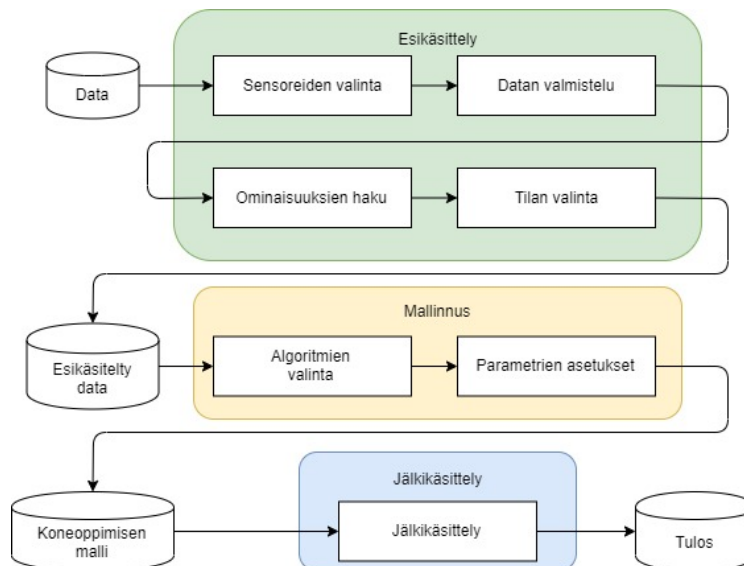 Esikäsittely
Data
Sensoreiden valinta
Datan valmistelu
Ominaisuuksien haku
Tilan valinta
Mallinnus
Esikäsitelty
data
Algoritmien
valinta
Parametrien asetukset
Jälkikäsittely
Koneoppimisen
malli
Jälkikäsittely
Tulos